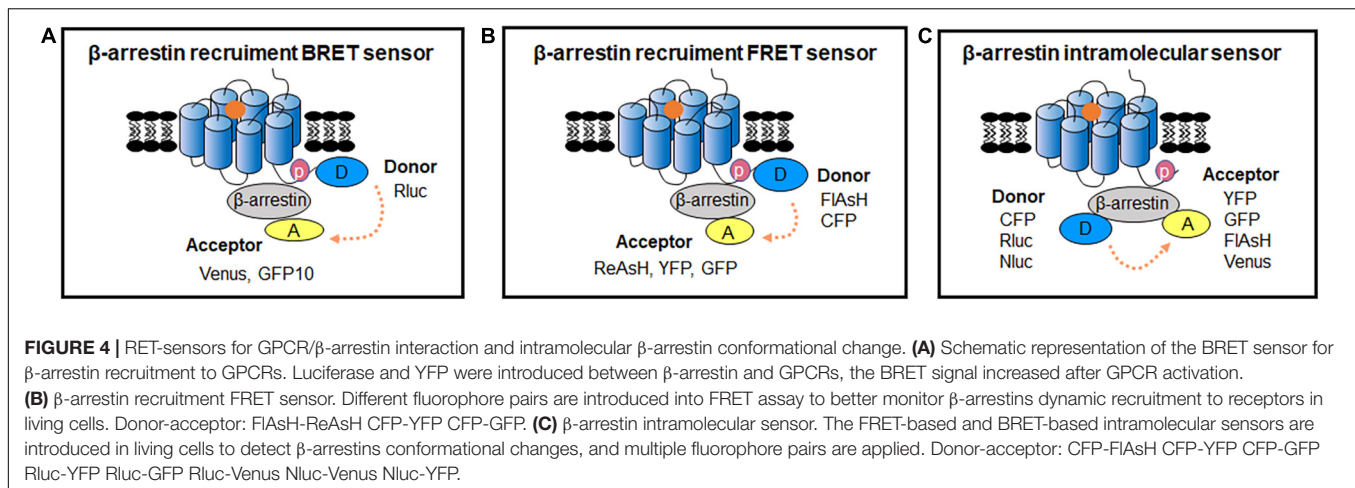 A
β-arrestin recruiment BRET sensor
p
D
Donor
Rluc
β-arrestin
A
Acceptor
Venus, GFP10
B
β-arrestin recruiment FRET sensor
p
D
Donor
FlAsH
CFP
β-arrestin
A
Acceptor
ReAsH, YFP, GFP
C
β-arrestin intramolecular sensor
p
Donor
CFP
Rluc
Nluc
β-arrestin
D
A
Acceptor
YFP
GFP
FlAsH
Venus
FIGURE 4 | RET-sensors for GPCR/β-arrestin interaction and intramolecular β-arrestin conformational change. (A) Schematic representation of the BRET sensor for
β-arrestin recruitment to GPCRs. Luciferase and YFP were introduced between β-arrestin and GPCRs, the BRET signal increased after GPCR activation.
(B) β-arrestin recruitment FRET sensor. Different fluorophore pairs are introduced into FRET assay to better monitor β-arrestins dynamic recruitment to receptors in
living cells. Donor-acceptor: FlAsH-ReAsH CFP-YFP CFP-GFP. (C) β-arrestin intramolecular sensor. The FRET-based and BRET-based intramolecular sensors are
introduced in living cells to detect β-arrestins conformational changes, and multiple fluorophore pairs are applied. Donor-acceptor: CFP-FlAsH CFP-YFP CFP-GFP
Rluc-YFP Rluc-GFP Rluc-Venus Nluc-Venus Nluc-YFP.